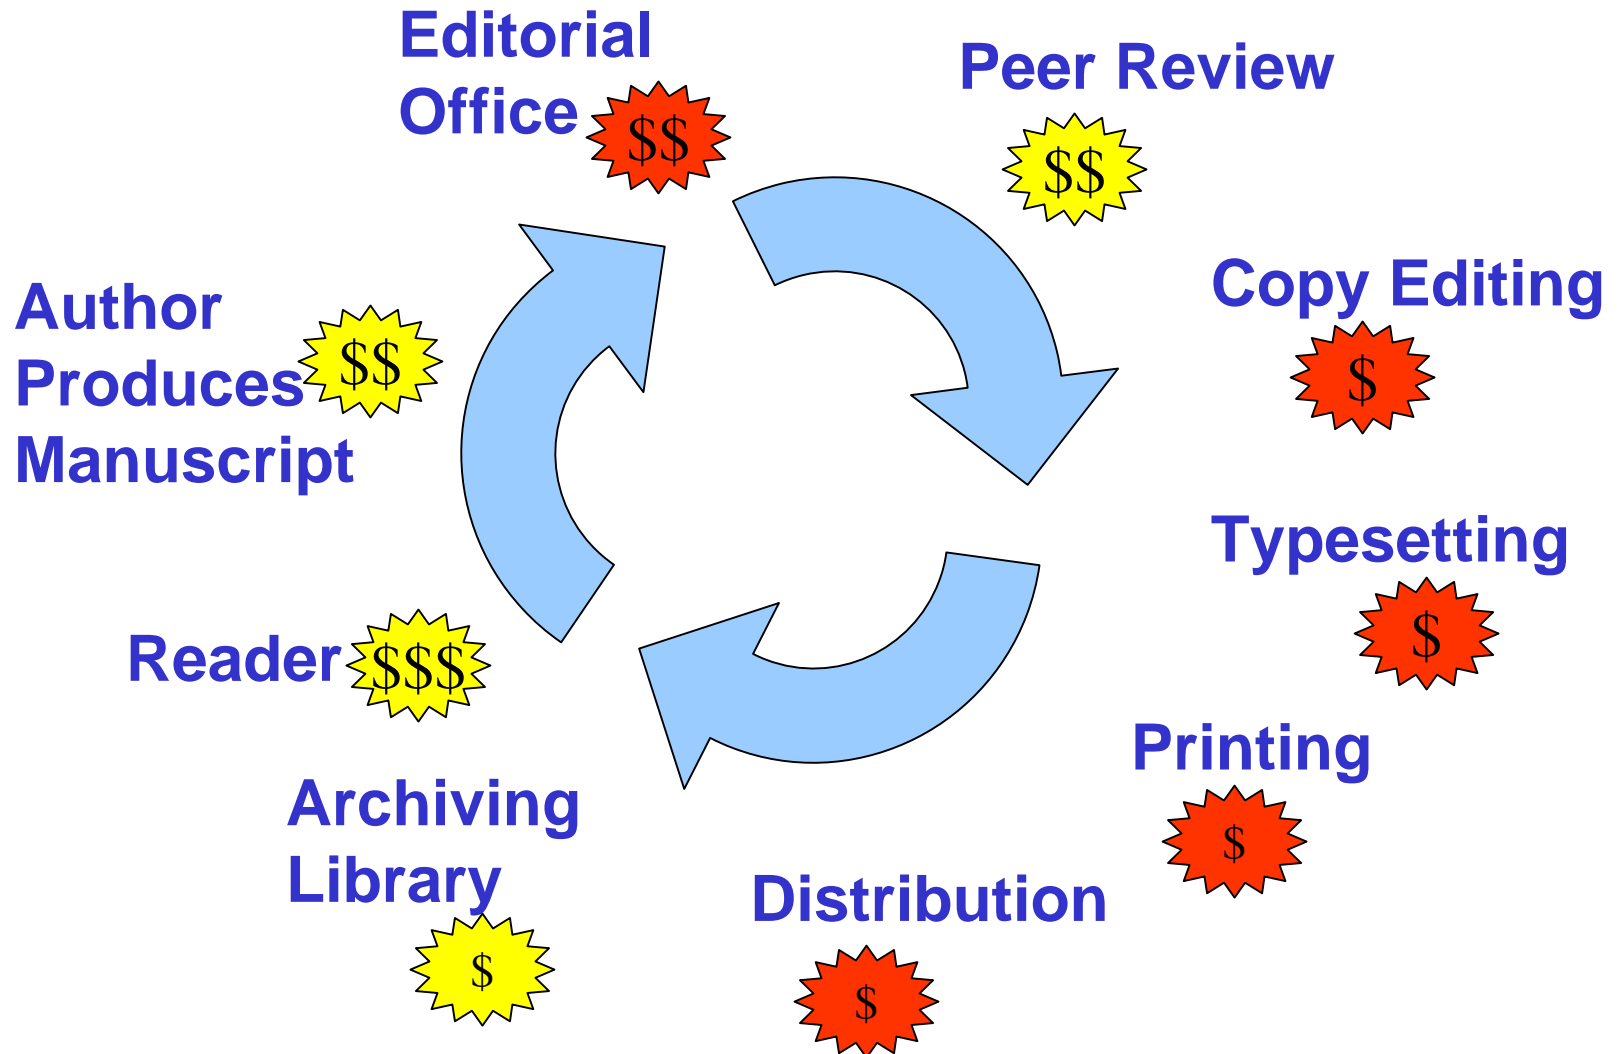 Editorial
Office
$$
Peer Review
$$
Copy Editing
$
Typesetting
$
Printing
$
Distribution
$
Archiving
Library
$
Reader
$$$
Author
Produces
Manuscript
$$